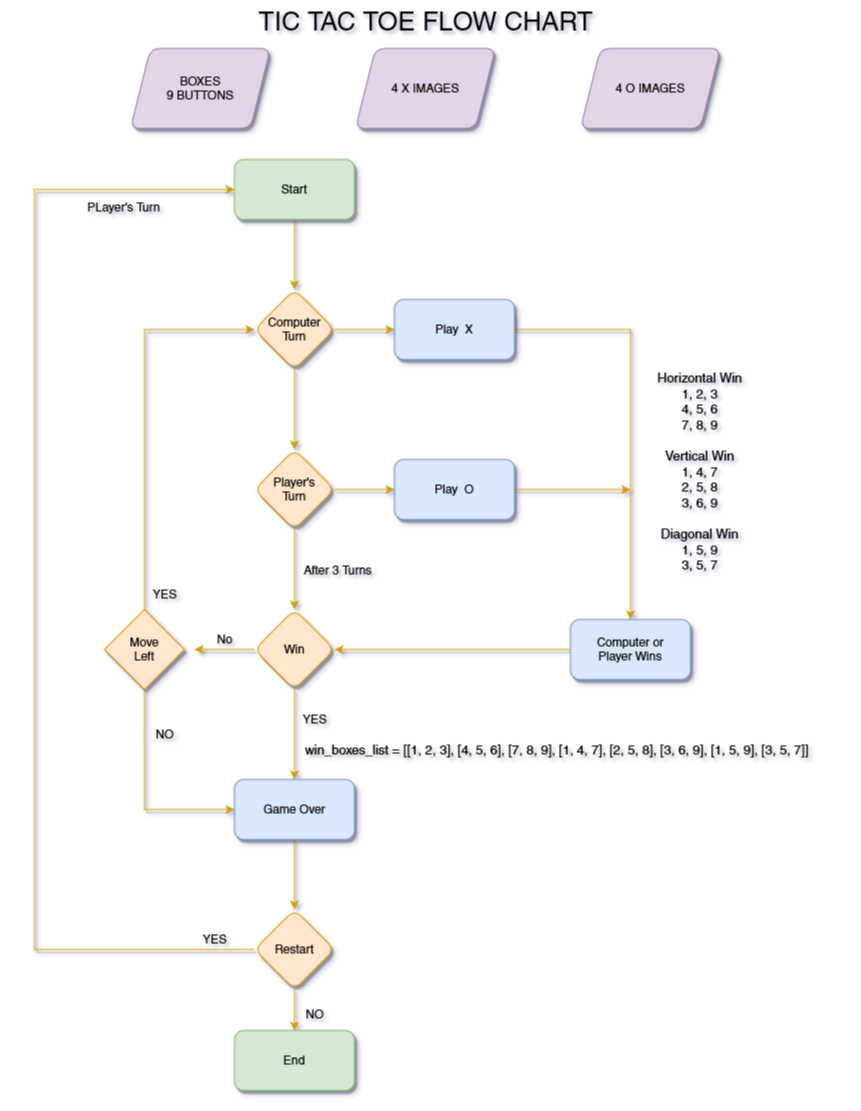 TIC TAC TOE FLOW CHART
BOXES
9 BUTTONS
4 X IMAGES
4 O IMAGES
Start
PLayer's Turn
Computer
Turn
Play X
Horizontal Win
1, 2, 3
4, 5, 6
7, 8, 9
Vertical Win
1, 4, 7
2, 5, 8
3, 6, 9
Diagonal Win
1, 5, 9
3, 5, 7
Player's
Turn
Play O
After 3 Turns
YES
Move
Left
No
Win
Computer or
Player Wins
YES
NO
win_boxes_list = [[1, 2, 3], [4, 5, 6], [7, 8, 9], [1, 4, 7], [2, 5, 8], [3, 6, 9], [1, 5, 9], [3, 5, 7]]
Game Over
YES
Restart
NO
End